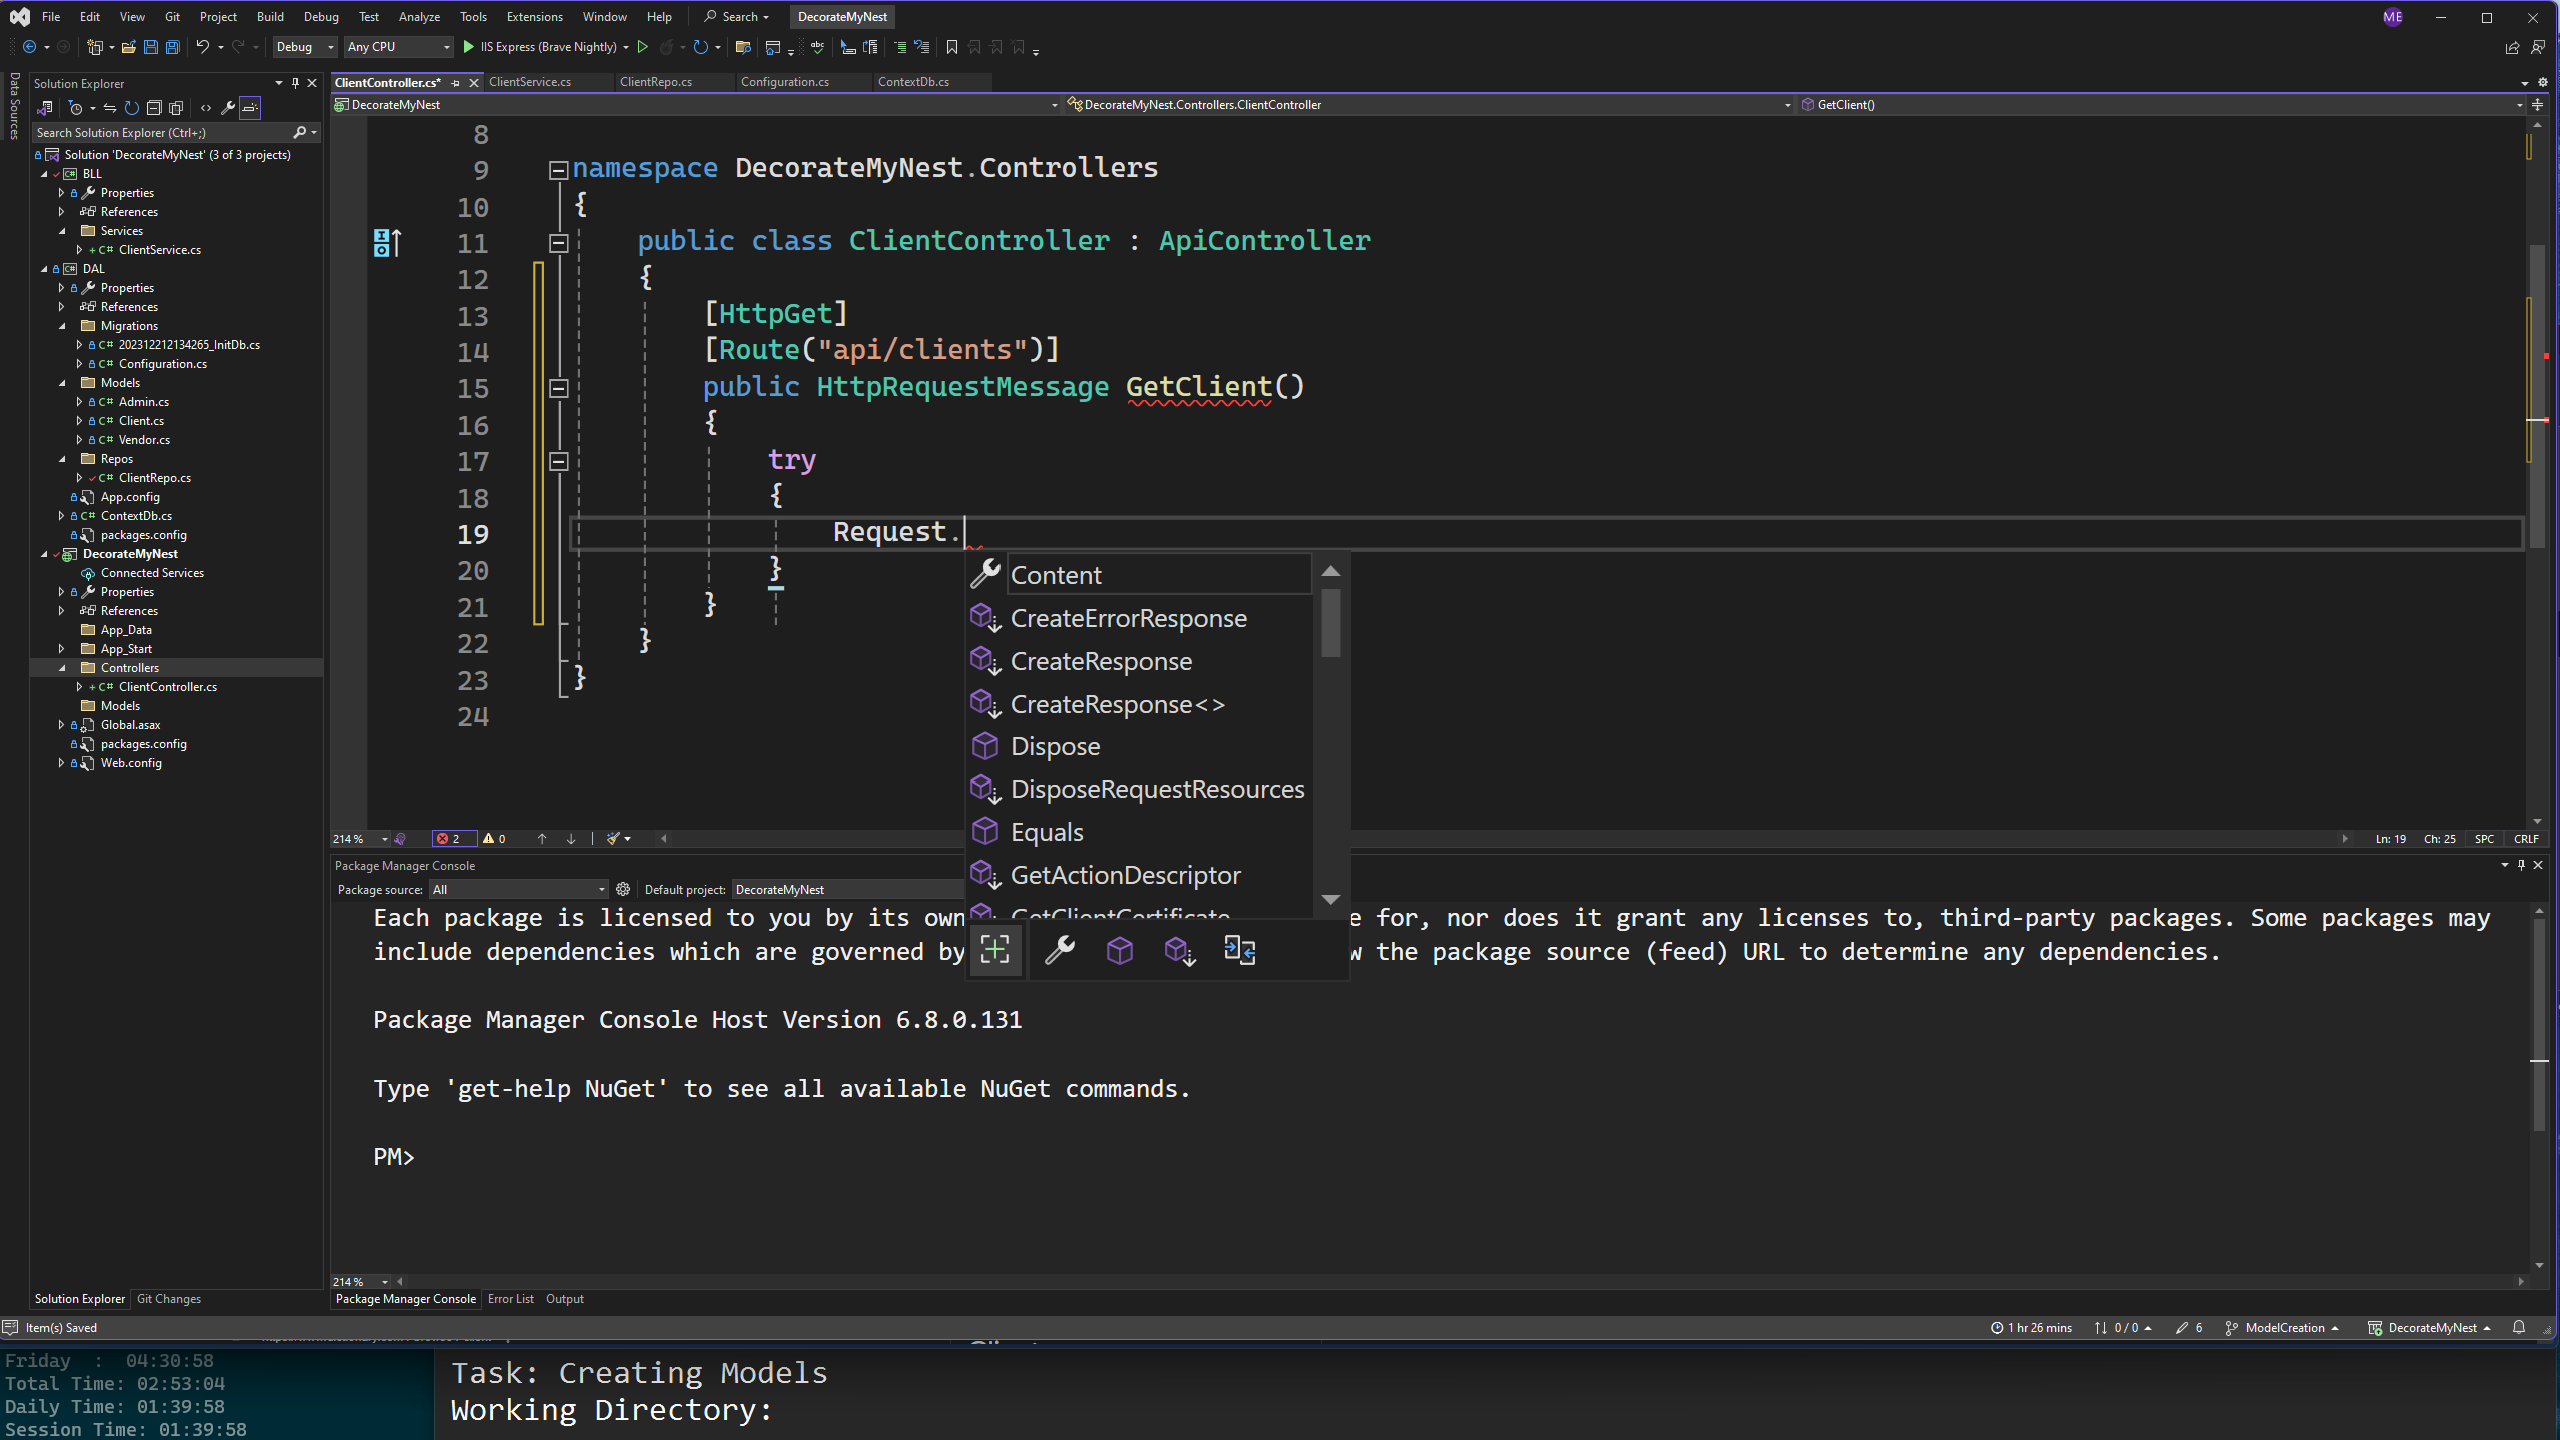 File Edit View Git Project Build Debug Test Analyze Tools Extensions Window Help Search DecorateMyNest ME
Debug Any CPU IIS Express (Brave Nightly)
Data Sources
Solution Explorer
Search Solution Explorer (Ctrl+;)
Solution 'DecorateMyNest' (3 of 3 projects)
BLL
Properties
References
Services
C# ClientService.cs
DAL
Properties
References
Migrations
C# 202312212134265_InitDb.cs
C# Configuration.cs
Models
C# Admin.cs
C# Client.cs
C# Vendor.cs
Repos
C# ClientRepo.cs
App.config
C# ContextDb.cs
packages.config
DecorateMyNest
Connected Services
Properties
References
App_Data
App_Start
Controllers
C# ClientController.cs
Models
Global.asax
packages.config
Web.config
Solution Explorer Git Changes
ClientController.cs* ClientService.cs ClientRepo.cs Configuration.cs ContextDb.cs
DecorateMyNest DecorateMyNest.Controllers.ClientController GetClient()
8
9 namespace DecorateMyNest.Controllers
10 {
11 public class ClientController : ApiController
12 {
13 [HttpGet]
14 [Route("api/clients")]
15 public HttpRequestMessage GetClient()
16 {
17 try
18 {
19 Request.
20 }
21 }
22 }
23 }
24
Content
CreateErrorResponse
CreateResponse
CreateResponse<>
Dispose
DisposeRequestResources
Equals
GetActionDescriptor
GetClientCertificate
214 % 2 0 Ln: 19 Ch: 25 SPC CRLF
Package Manager Console
Package source: All Default project: DecorateMyNest
Each package is licensed to you by its own e for, nor does it grant any licenses to, third-party packages. Some packages may
include dependencies which are governed by w the package source (feed) URL to determine any dependencies.
Package Manager Console Host Version 6.8.0.131
Type 'get-help NuGet' to see all available NuGet commands.
PM>
214 %
Package Manager Console Error List Output
Item(s) Saved 1 hr 26 mins 0 / 0 6 ModelCreation DecorateMyNest
Friday : 04:30:58
Total Time: 02:53:04
Daily Time: 01:39:58
Session Time: 01:39:58
Task: Creating Models
Working Directory: